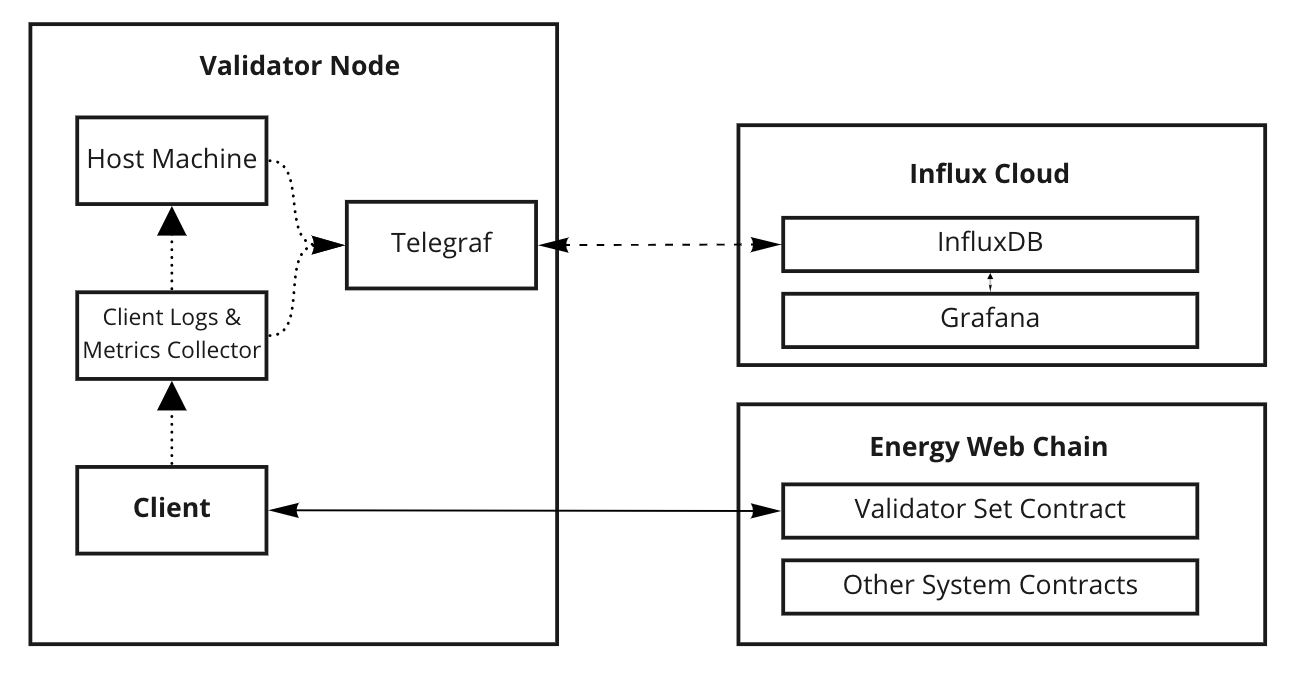 Validator Node
Host Machine
Telegraf
Client Logs &
Metrics Collector
Client
Influx Cloud
InfluxDB
Grafana
Energy Web Chain
Validator Set Contract
Other System Contracts